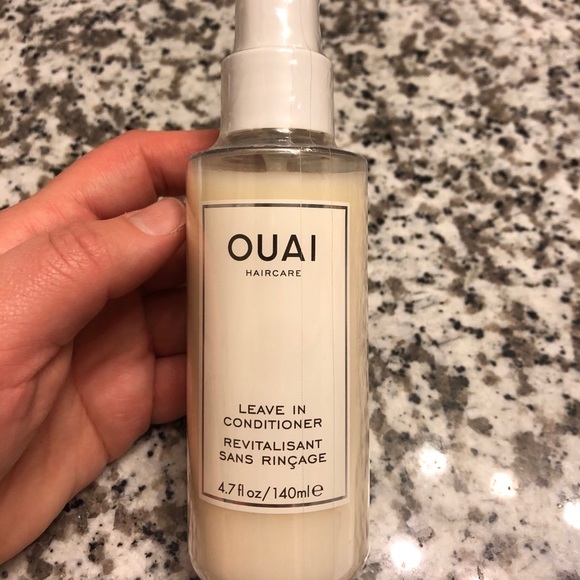 OUAI
HAIRCARE
LEAVE IN
CONDITIONER
REVITALISANT
SANS RINÇAGE
4.7 fl oz/140ml ℮